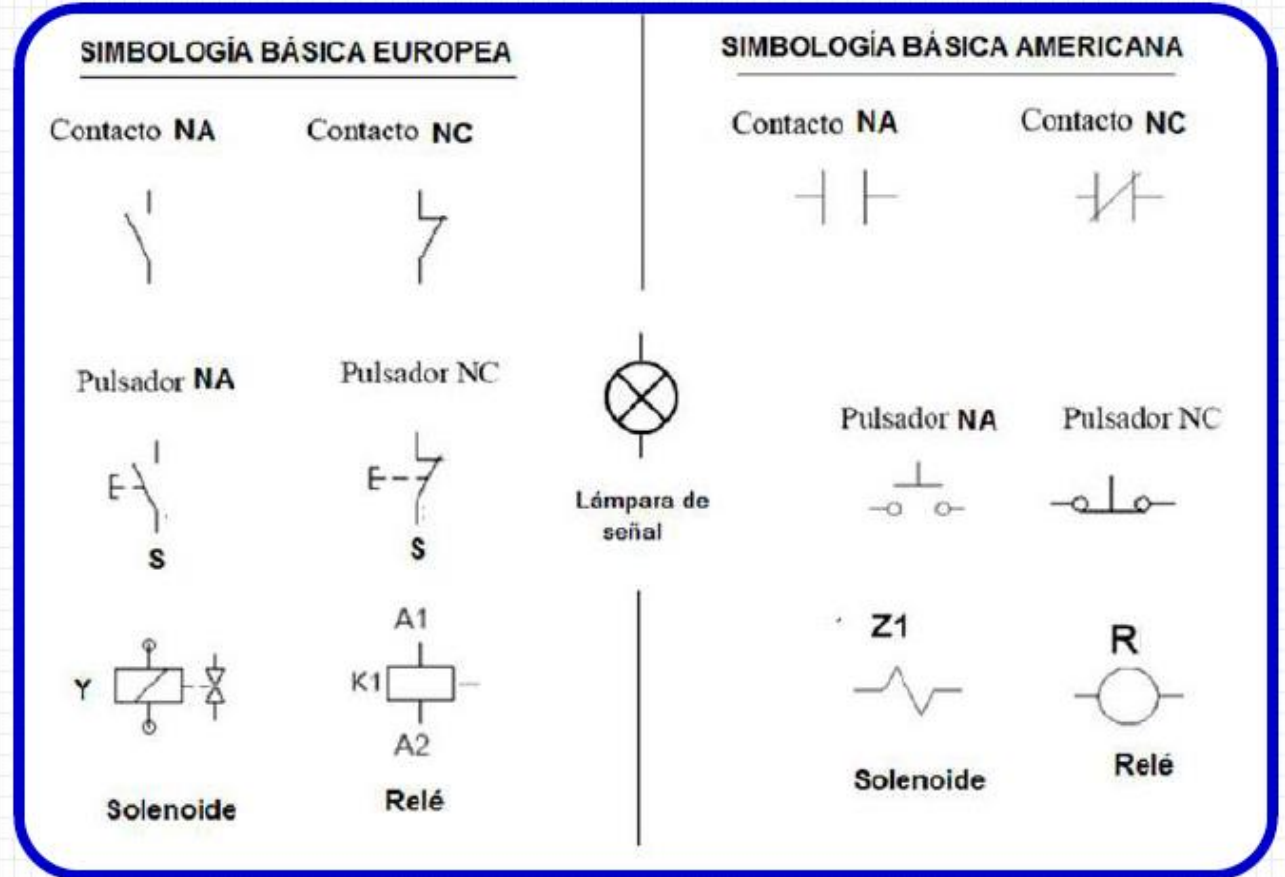 SIMBOLOGÍA BÁSICA EUROPEA
Contacto NA
Contacto NC
Pulsador NA
Pulsador NC
S
S
Y
A1
K1
A2
Solenoide
Relé
Lámpara de
señal
SIMBOLOGÍA BÁSICA AMERICANA
Contacto NA
Contacto NC
Pulsador NA
Pulsador NC
Z1
R
Solenoide
Relé